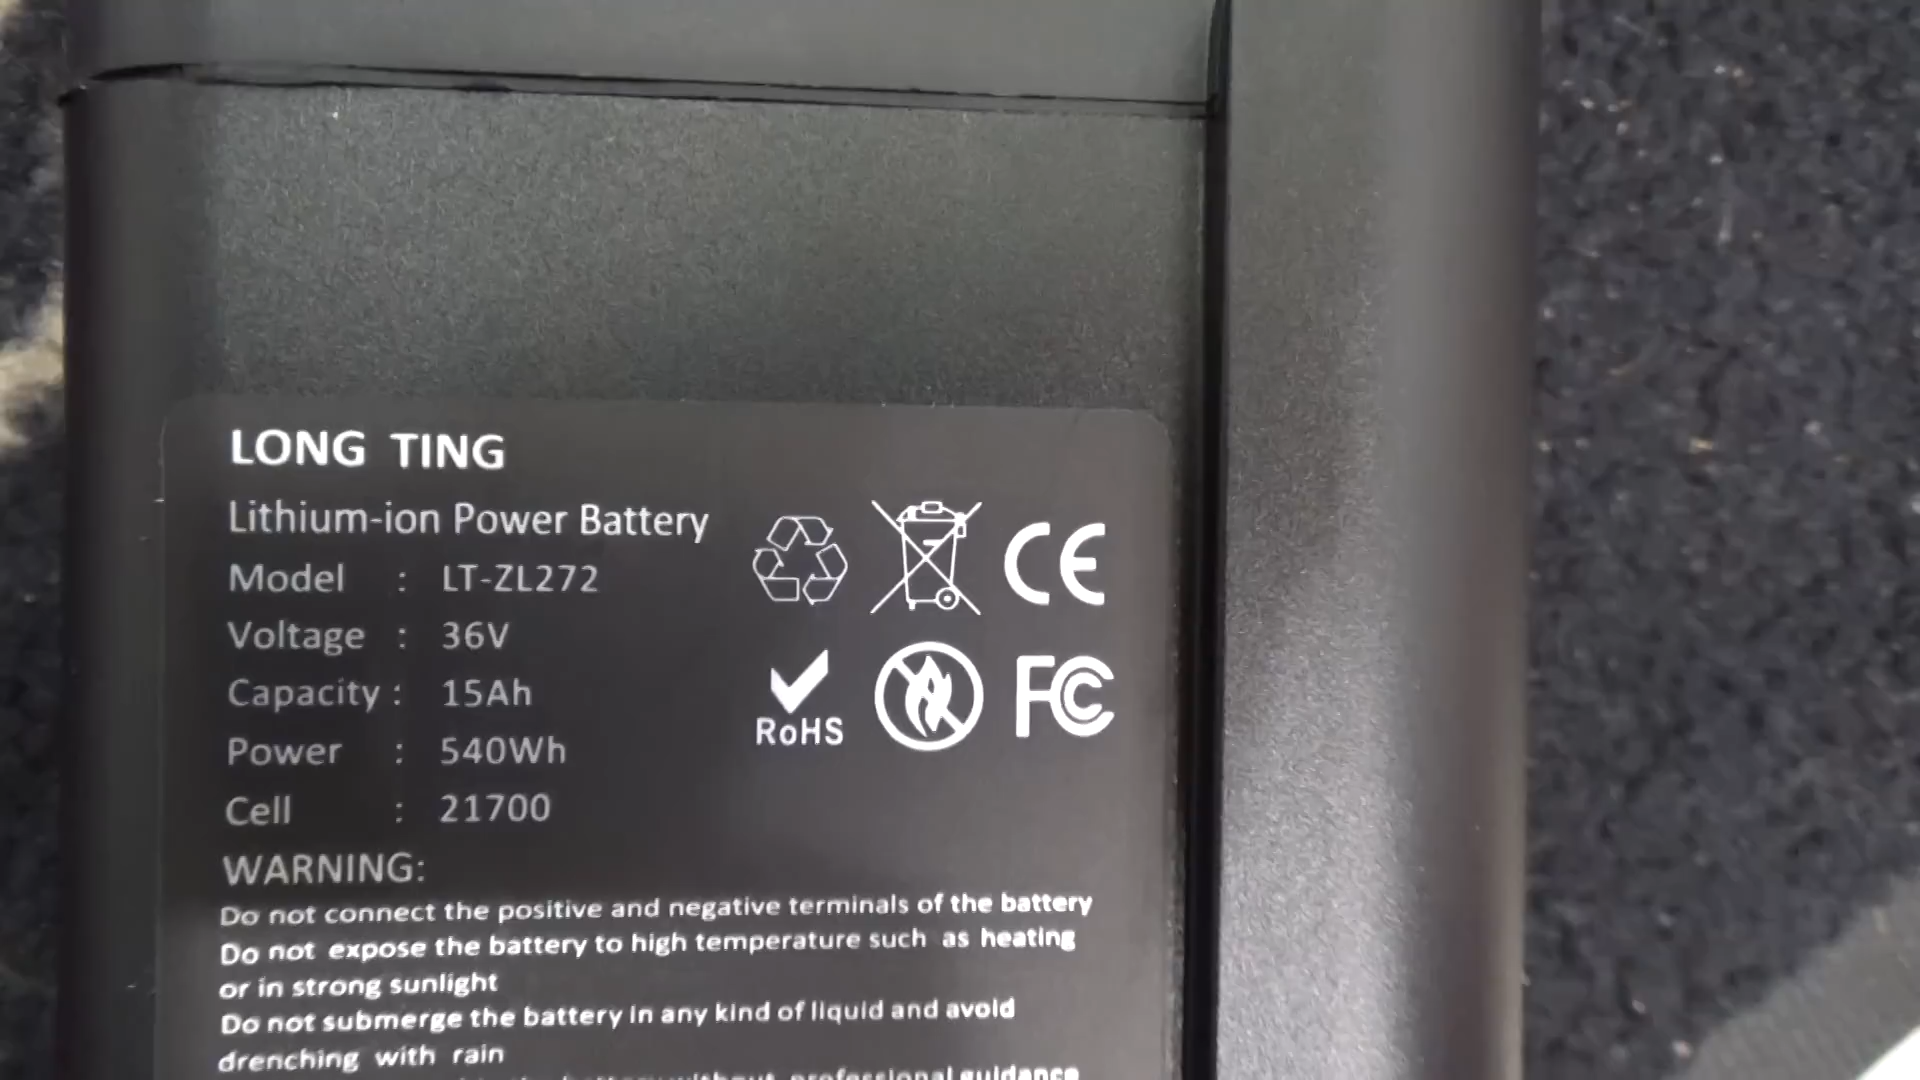 LONG TING
Lithium-ion Power Battery
Model : LT-ZL272
Voltage : 36V
Capacity : 15Ah
Power : 540Wh
Cell : 21700
CE
RoHS
FC
WARNING:
Do not connect the positive and negative terminals of the battery
Do not expose the battery to high temperature such as heating
or in strong sunlight
Do not submerge the battery in any kind of liquid and avoid
drenching with rain
battery without professional guidance